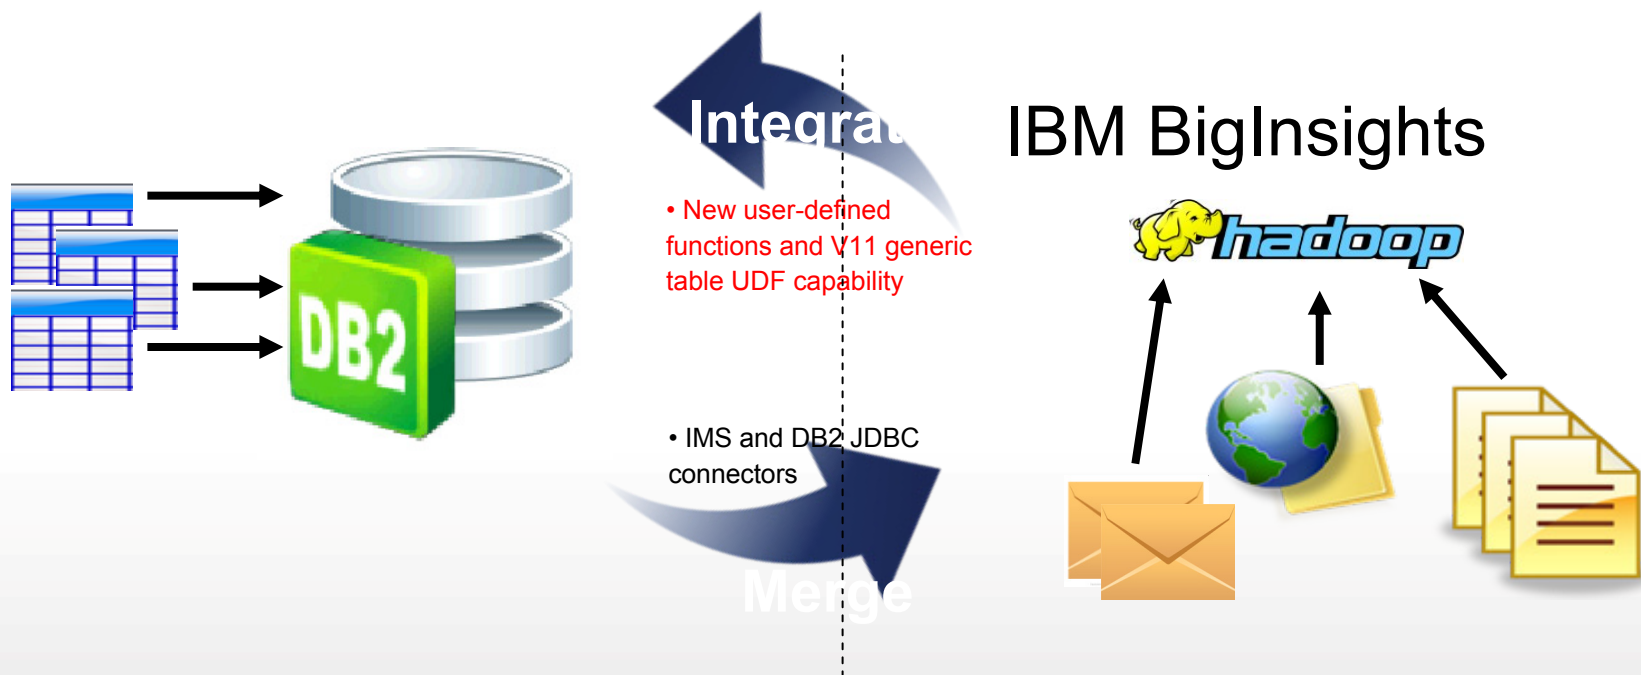 Integrat
IBM BigInsights
• New user-defined
functions and V11 generic
table UDF capability
hadoop
DB2
• IMS and DB2 JDBC
connectors
Merge